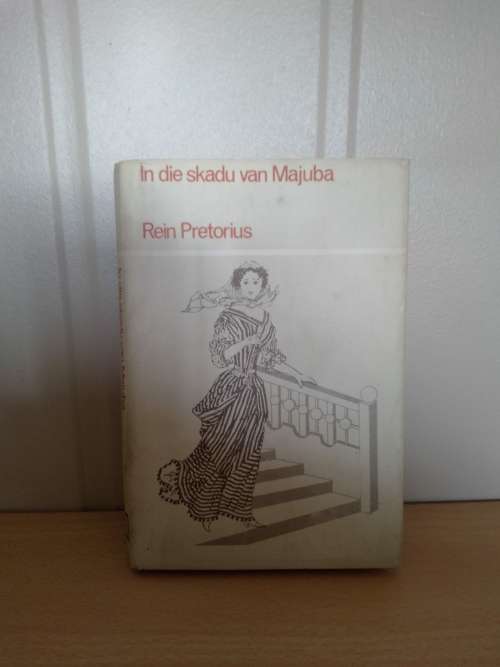 In die skadu van Majuba
Rein Pretorius